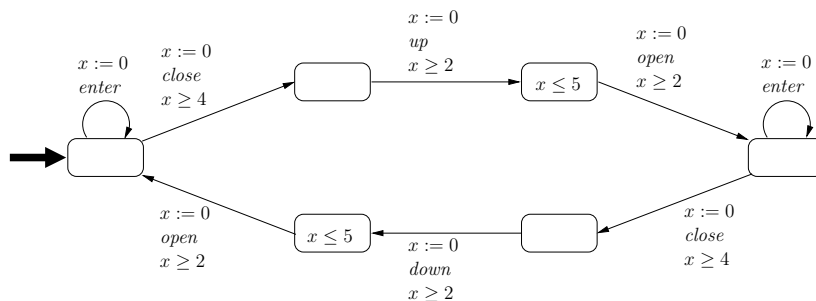 x := 0
enter
x := 0
close
x ≥ 4
x := 0
up
x ≥ 2
x ≤ 5
x := 0
open
x ≥ 2
x := 0
enter
x := 0
open
x ≥ 2
x ≤ 5
x := 0
down
x ≥ 2
x := 0
close
x ≥ 4